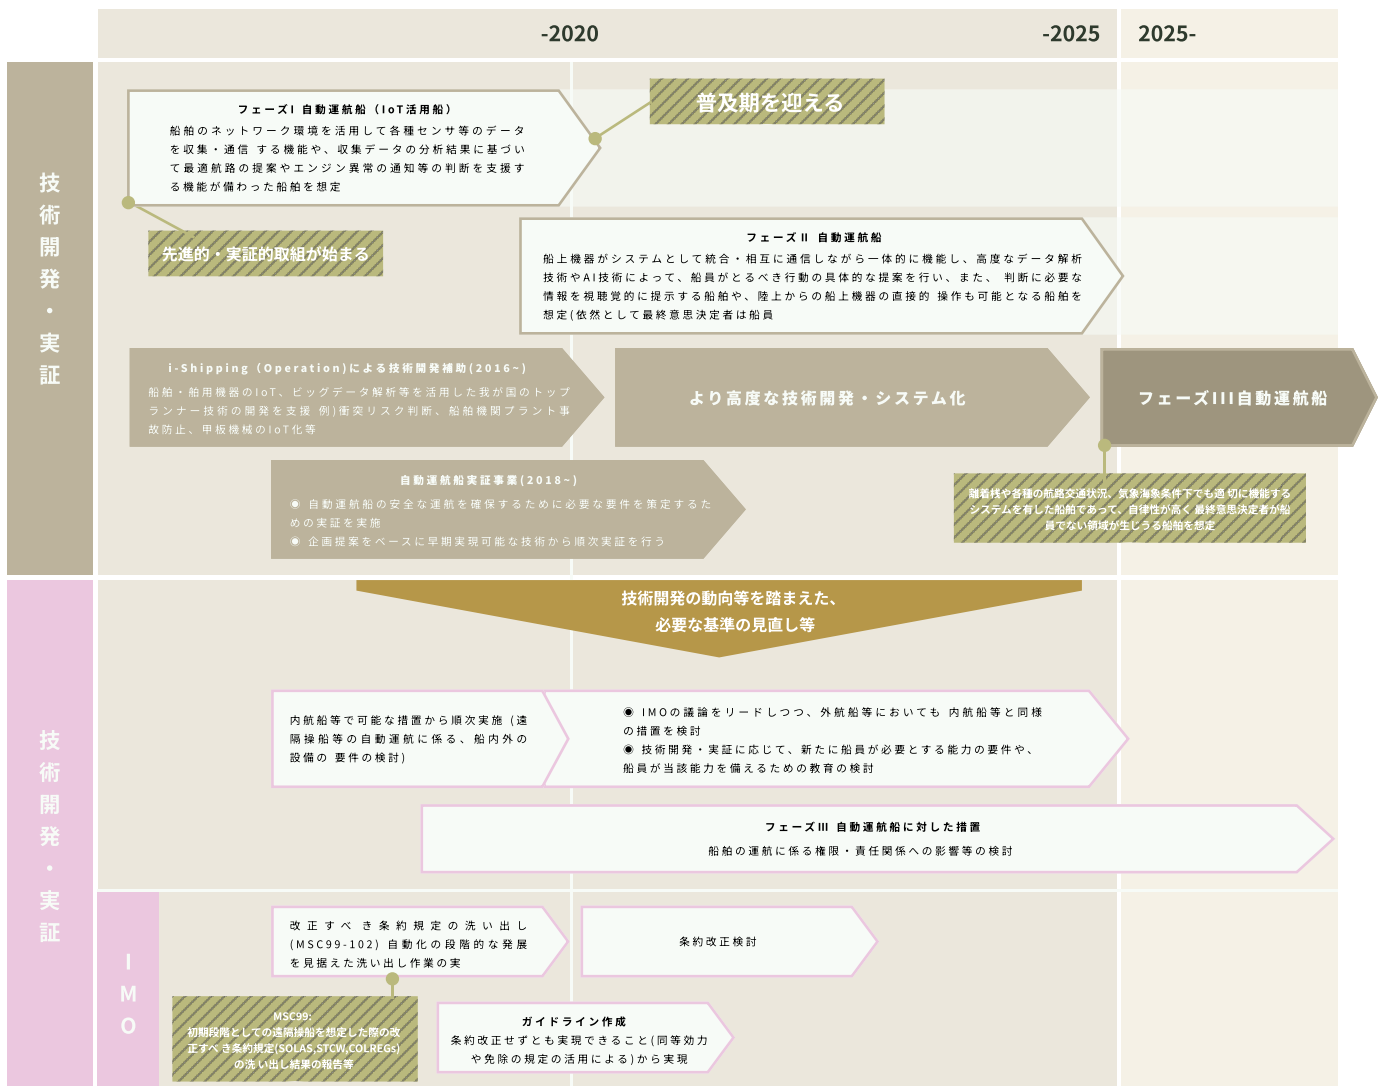 -2020
-2025
2025-
技術開発・実証
フェーズI 自動運航船（IoT活用船）
船舶のネットワーク環境を活用して各種センサ等のデータ
を収集・通信 する機能や、収集データの分析結果に基づい
て最適航路の提案やエンジン異常の通知等の判断を支援す
る機能が備わった船舶を想定
普及期を迎える
先進的・実証的取組が始まる
フェーズⅡ 自動運航船
船上機器がシステムとして統合・相互に通信しながら一体的に機能し、高度なデータ解析
技術やAI技術によって、船員がとるべき行動の具体的な提案を行い、また、 判断に必要な
情報を視聴覚的に提示する船舶や、陸上からの船上機器の直接的 操作も可能となる船舶を
想定(依然として最終意思決定者は船員
i-Shipping（Operation)による技術開発補助(2016~)
船舶・舶用機器のIoT、ビッグデータ解析等を活用した我が国のトップ
ランナー技術の開発を支援 例)衝突リスク判断、船舶機関プラント事
故防止、甲板機械のIoT化等
より高度な技術開発・システム化
フェーズIII自動運航船
自動運航船実証事業(2018~)
◉ 自動運航船の安全な運航を確保するために必要な要件を策定するた
めの実証を実施
◉ 企画提案をベースに早期実現可能な技術から順次実証を行う
離着桟や各種の航路交通状況、気象海象条件下でも適 切に機能する
システムを有した船舶であって、自律性が高く 最終意思決定者が船
員でない領域が生じうる船舶を想定
技術開発・実証
技術開発の動向等を踏まえた、
必要な基準の見直し等
内航船等で可能な措置から順次実施 (遠
隔操船等の自動運航に係る、船内外の
設備の 要件の検討)
◉ IMOの議論をリードしつつ、外航船等においても 内航船等と同様
の措置を検討
◉ 技術開発・実証に応じて、新たに船員が必要とする能力の要件や、
船員が当該能力を備えるための教育の検討
フェーズⅢ 自動運航船に対した措置
船舶の運航に係る権限・責任関係への影響等の検討
IMO
改正すべ き条約規定の洗い出し
(MSC99-102) 自動化の段階的な発展
を見据えた洗い出し作業の実
条約改正検討
MSC99:
初期段階としての遠隔操船を想定した際の改
正すべ き条約規定(SOLAS,STCW,COLREGs)
の洗 い出し結果の報告等
ガイドライン作成
条約改正せずとも実現できること(同等効力
や免除の規定の活用による)から実現